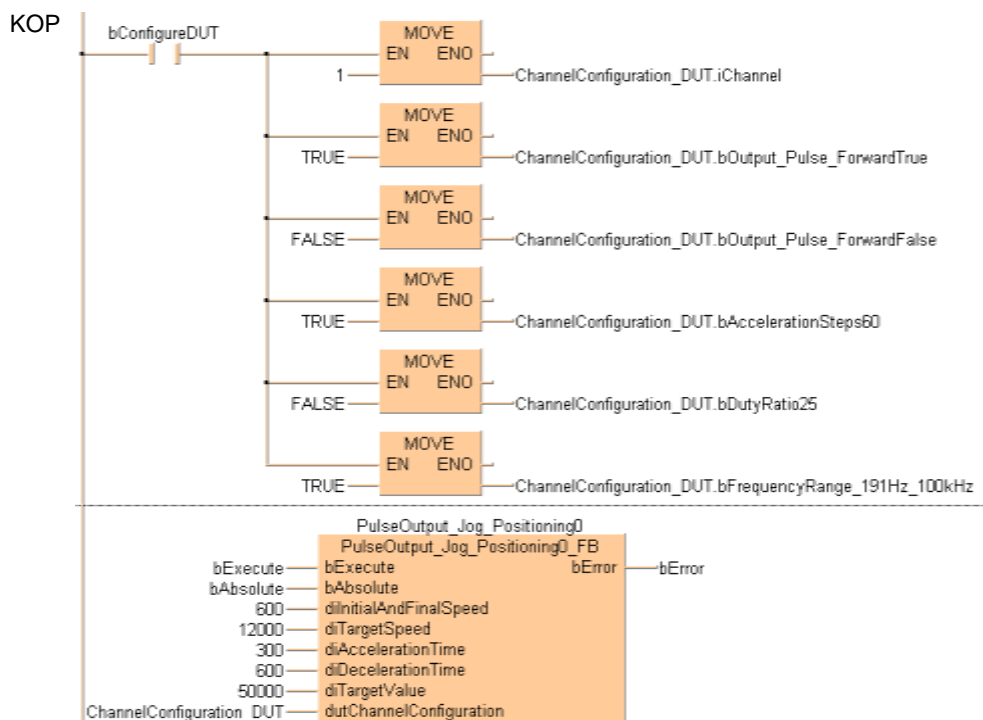 KOP
bConfigureDUT
MOVE
EN ENO
1
ChannelConfiguration_DUT.iChannel
MOVE
EN ENO
TRUE
ChannelConfiguration_DUT.bOutput_Pulse_ForwardTrue
MOVE
EN ENO
FALSE
ChannelConfiguration_DUT.bOutput_Pulse_ForwardFalse
MOVE
EN ENO
TRUE
ChannelConfiguration_DUT.bAccelerationSteps60
MOVE
EN ENO
FALSE
ChannelConfiguration_DUT.bDutyRatio25
MOVE
EN ENO
TRUE
ChannelConfiguration_DUT.bFrequencyRange_191Hz_100kHz
PulseOutput_Jog_Positioning0
PulseOutput_Jog_Positioning0_FB
bExecute bExecute bError bError
bAbsolute bAbsolute
600 diInitialAndFinalSpeed
12000 diTargetSpeed
300 diAccelerationTime
600 diDecelerationTime
50000 diTargetValue
ChannelConfiguration_DUT dutChannelConfiguration